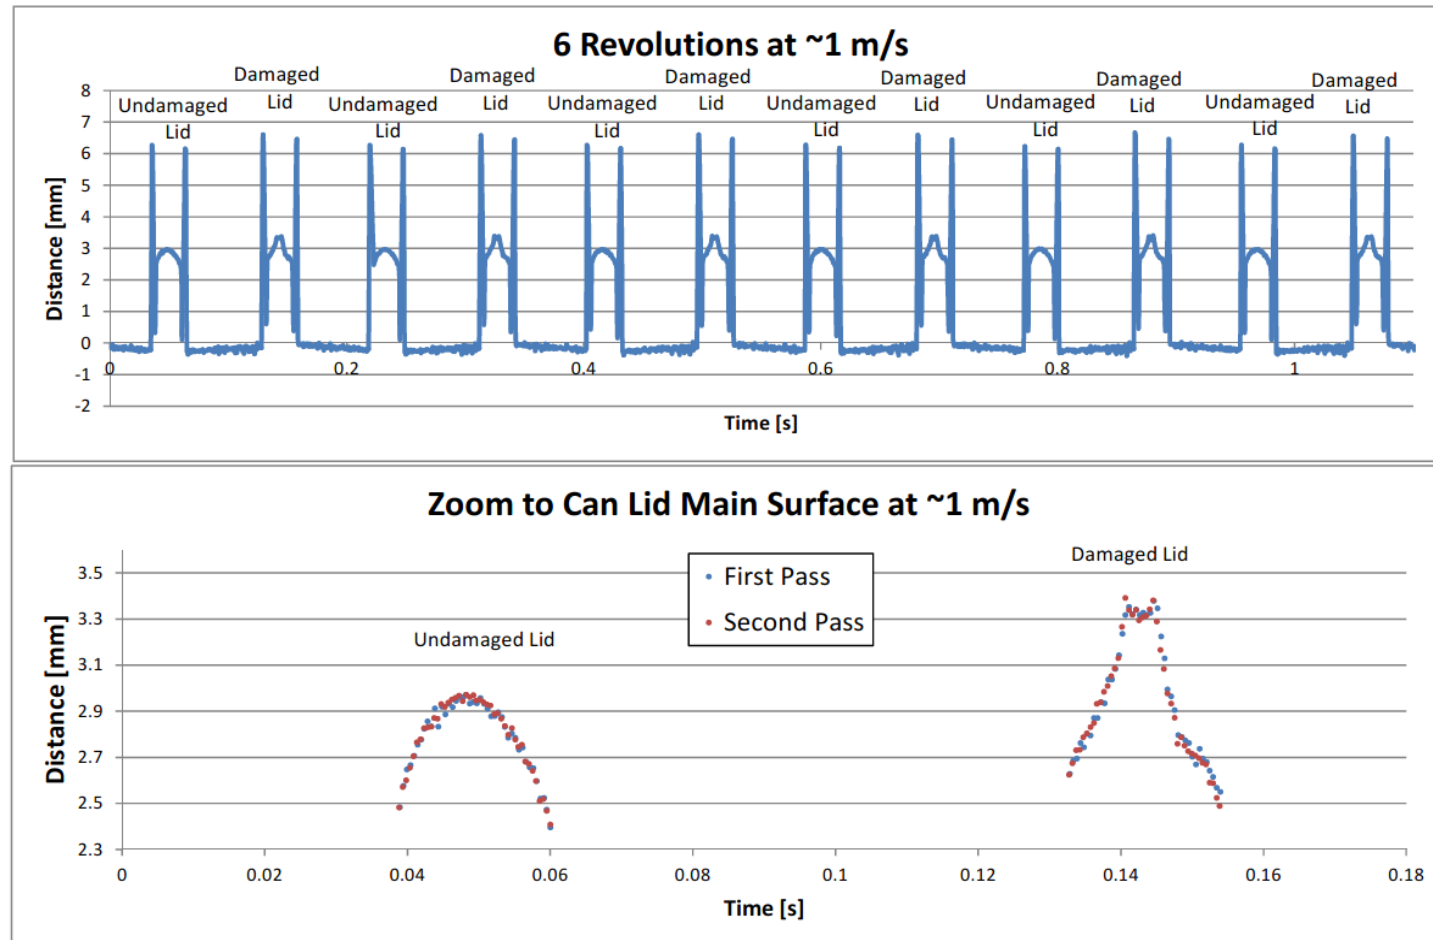 6 Revolutions at ~1 m/s
Damaged Lid
Damaged Lid
Damaged Lid
Damaged Lid
Damaged Lid
Damaged Lid
Undamaged Lid
Undamaged Lid
Undamaged Lid
Undamaged Lid
Undamaged Lid
Undamaged Lid
Distance [mm]
8
7
6
5
4
3
2
1
0
-1
-2
0
0.2
0.4
0.6
0.8
1
Time [s]
Zoom to Can Lid Main Surface at ~1 m/s
Damaged Lid
First Pass
Second Pass
Undamaged Lid
Distance [mm]
3.5
3.3
3.1
2.9
2.7
2.5
2.3
0
0.02
0.04
0.06
0.08
0.1
0.12
0.14
0.16
0.18
Time [s]